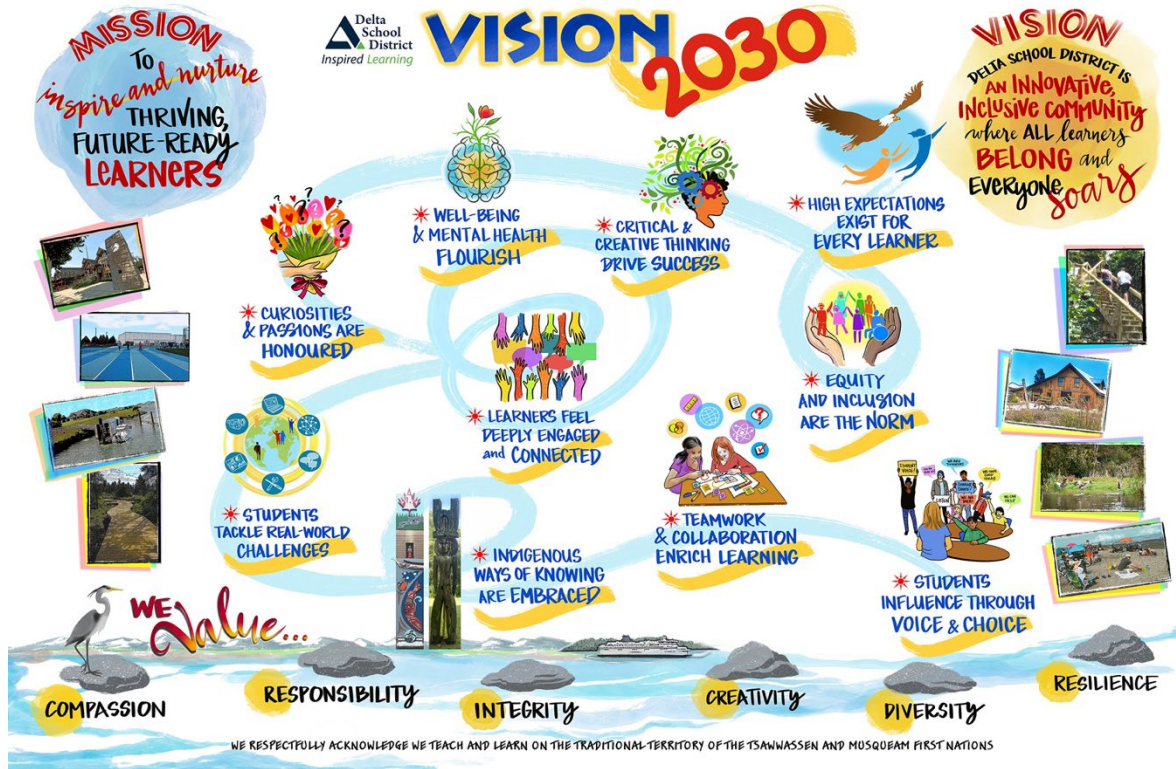 MISSION
TO
inspire and nurture
THRIVING,
FUTURE-READY
LEARNERS
Delta
School
District
Inspired Learning
VISION
2030
VISION
DELTA SCHOOL DISTRICT IS
AN INNOVATIVE,
INCLUSIVE COMMUNITY
where ALL learners
BELONG and
EVERYONE
soars
CURIOSITIES
& PASSIONS ARE
HONOURED
WELL-BEING
& MENTAL HEALTH
FLOURISH
CRITICAL &
CREATIVE THINKING
DRIVE SUCCESS
HIGH EXPECTATIONS
EXIST FOR
EVERY LEARNER
LEARNERS FEEL
DEEPLY ENGAGED
and CONNECTED
EQUITY
AND INCLUSION
ARE THE NORM
STUDENTS
TACKLE REAL-WORLD
CHALLENGES
INDIGENOUS
WAYS OF KNOWING
ARE EMBRACED
TEAMWORK
& COLLABORATION
ENRICH LEARNING
STUDENT
VOICE!
WE CAN
HELP
STUDENTS
INFLUENCE THROUGH
VOICE & CHOICE
WE
Value...
COMPASSION
RESPONSIBILITY
INTEGRITY
CREATIVITY
DIVERSITY
RESILIENCE
WE RESPECTFULLY ACKNOWLEDGE WE TEACH AND LEARN ON THE TRADITIONAL TERRITORY OF THE TSAWWASSEN AND MUSQUEAM FIRST NATIONS